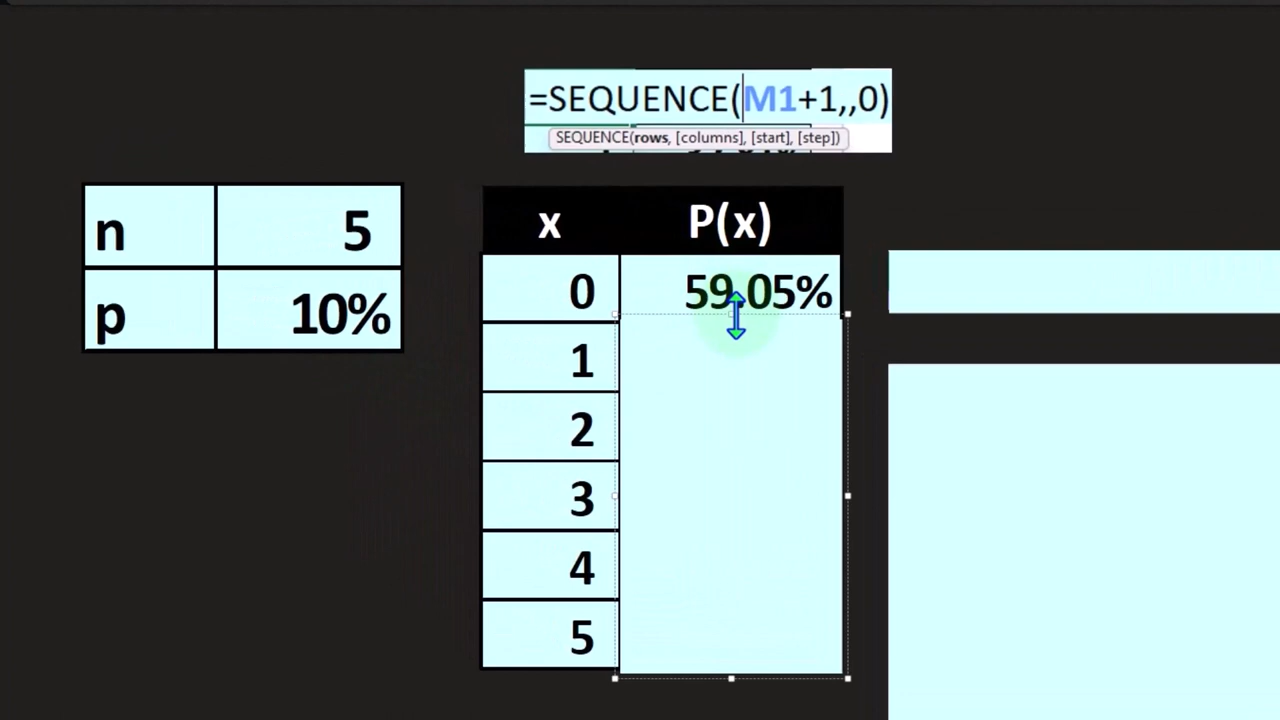 =SEQUENCE(M1+1,,0)
SEQUENCE(rows, [columns], [start], [step])
n 5
p 10%
x P(x)
0 59.05%
1
2
3
4
5